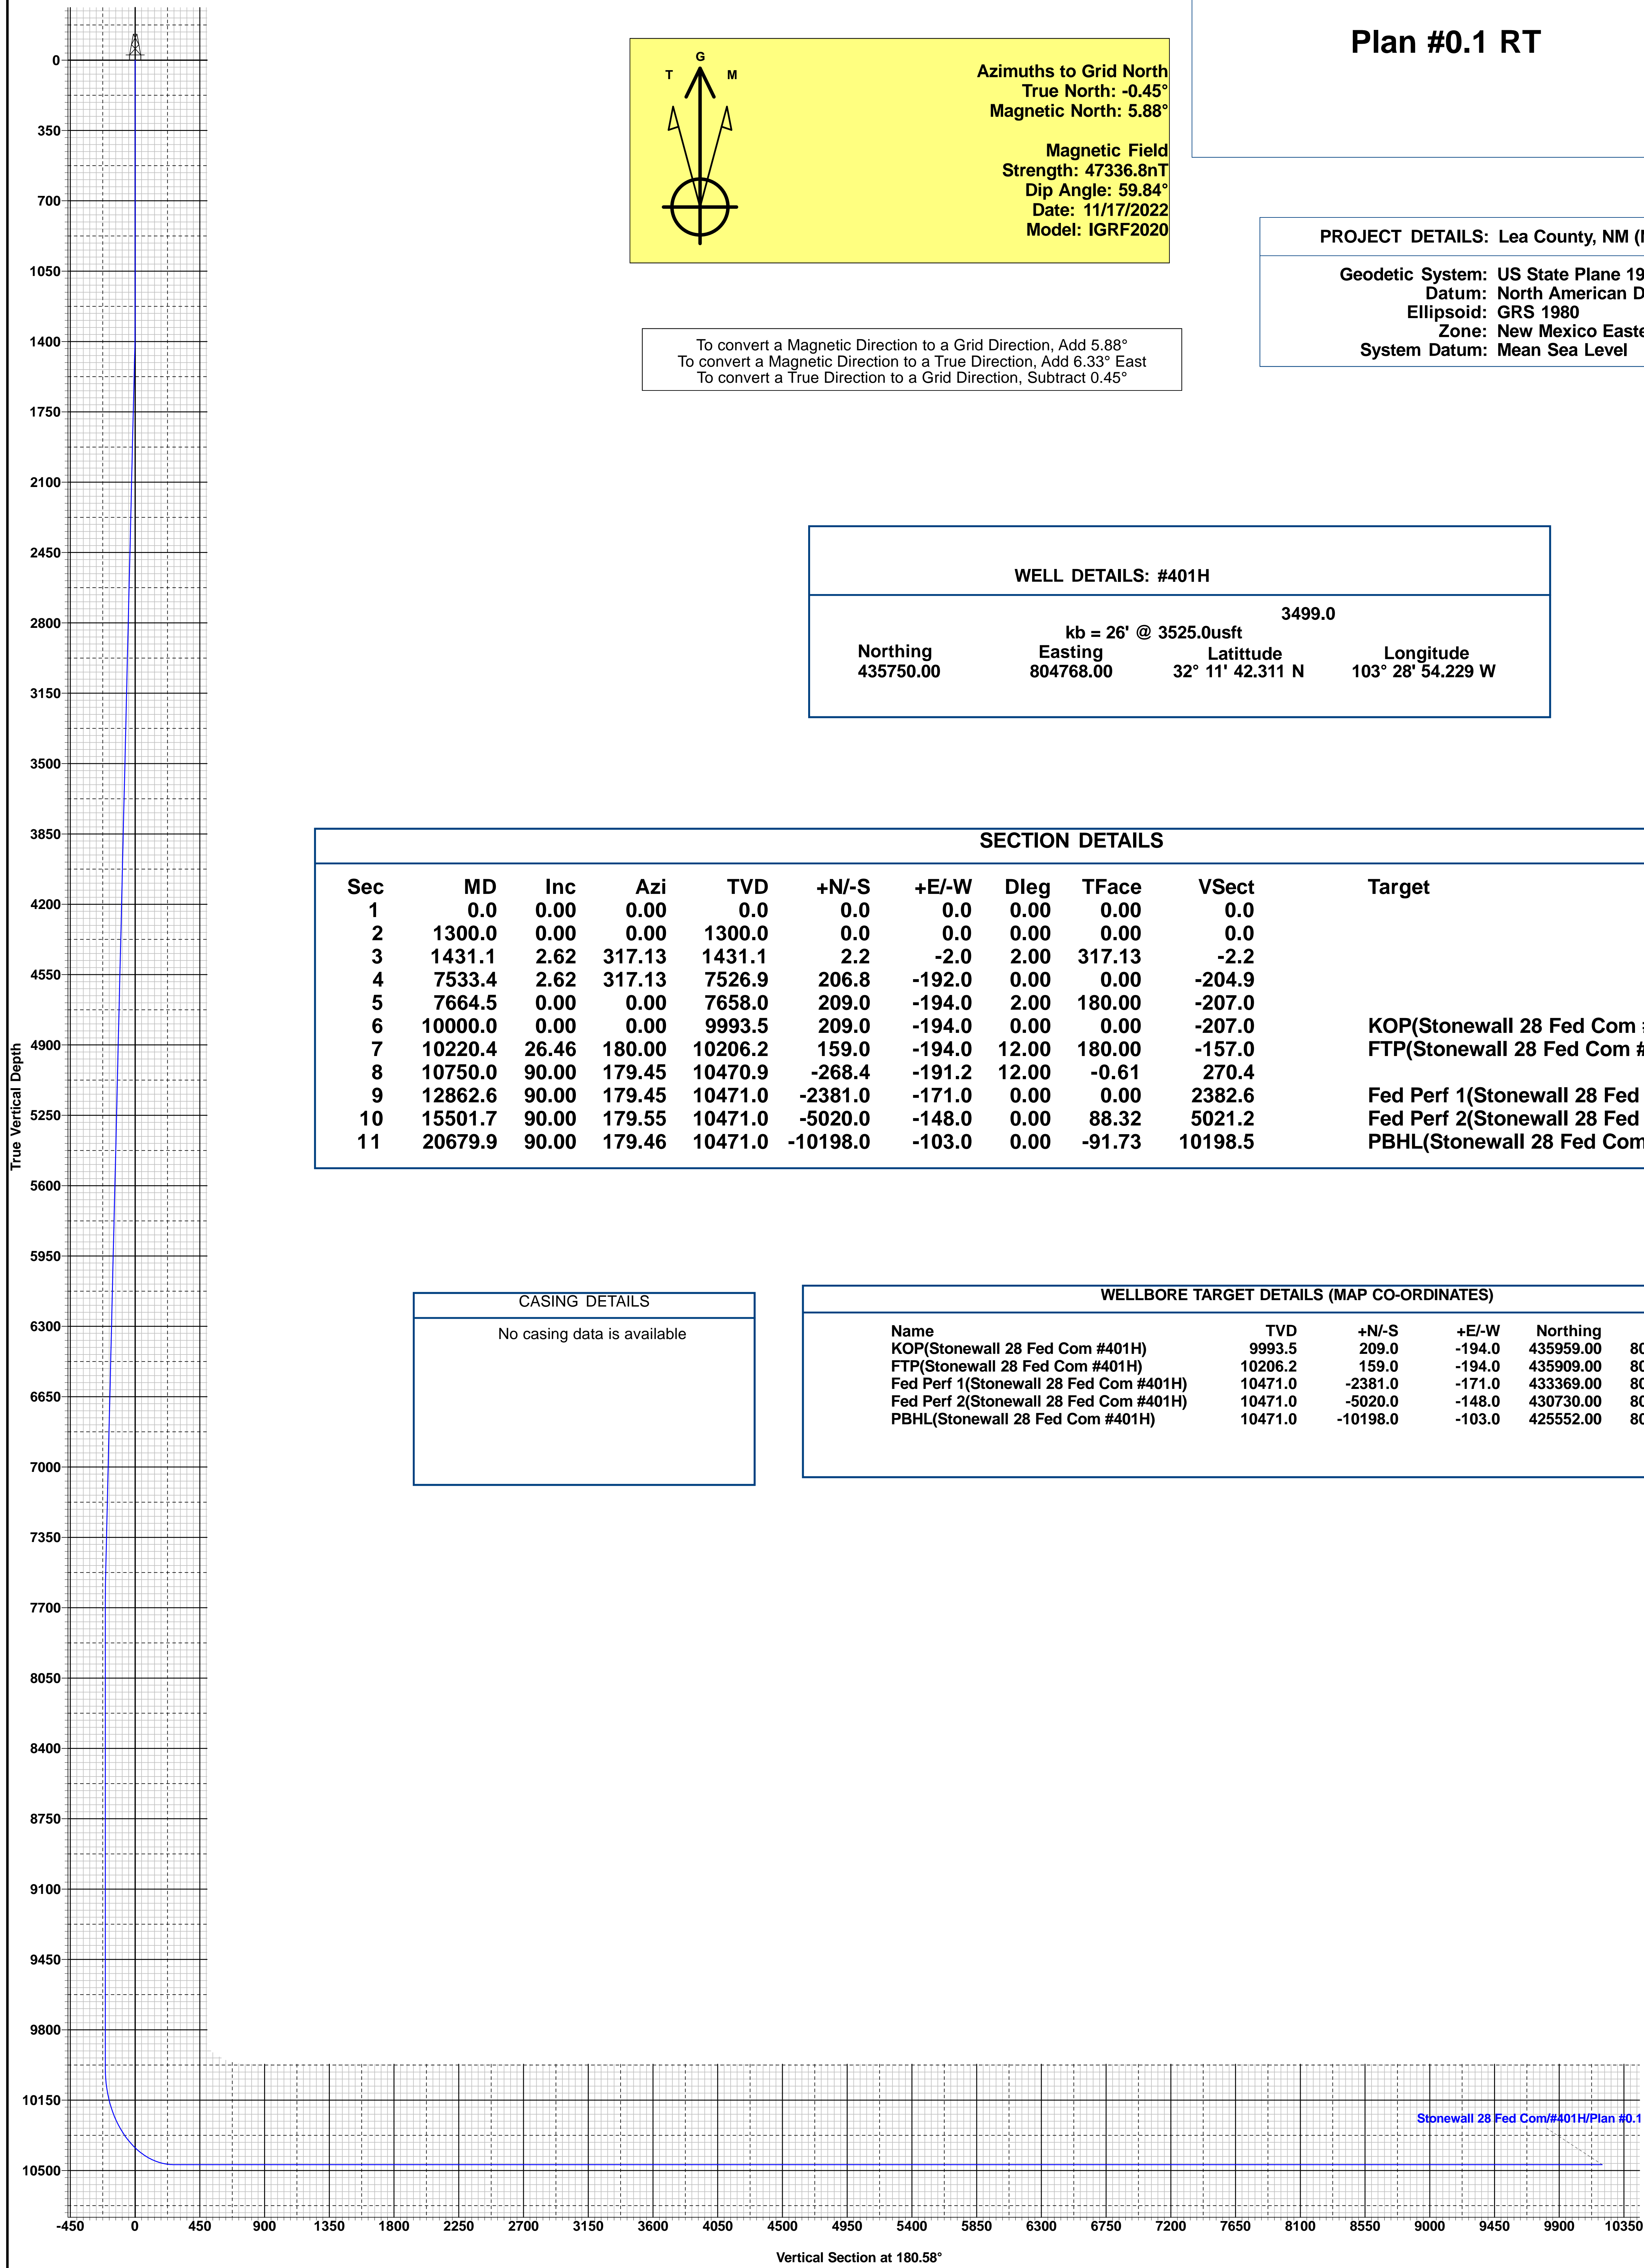 Plan #0.1 RT
G
T M
Azimuths to Grid North
True North: -0.45°
Magnetic North: 5.88°
Magnetic Field
Strength: 47336.8nT
Dip Angle: 59.84°
Date: 11/17/2022
Model: IGRF2020
PROJECT DETAILS: Lea County, NM (
Geodetic System: US State Plane 19
Datum: North American D
Ellipsoid: GRS 1980
Zone: New Mexico Easte
System Datum: Mean Sea Level
To convert a Magnetic Direction to a Grid Direction, Add 5.88°
To convert a Magnetic Direction to a True Direction, Add 6.33° East
To convert a True Direction to a Grid Direction, Subtract 0.45°
WELL DETAILS: #401H
3499.0
kb = 26' @ 3525.0usft
Northing Easting Latittude Longitude
435750.00 804768.00 32° 11' 42.311 N 103° 28' 54.229 W
SECTION DETAILS
Sec MD Inc Azi TVD +N/-S +E/-W Dleg TFace VSect Target
1 0.0 0.00 0.00 0.0 0.0 0.0 0.00 0.00 0.0
2 1300.0 0.00 0.00 1300.0 0.0 0.0 0.00 0.00 0.0
3 1431.1 2.62 317.13 1431.1 2.2 -2.0 2.00 317.13 -2.2
4 7533.4 2.62 317.13 7526.9 206.8 -192.0 0.00 0.00 -204.9
5 7664.5 0.00 0.00 7658.0 209.0 -194.0 2.00 180.00 -207.0
6 10000.0 0.00 0.00 9993.5 209.0 -194.0 0.00 0.00 -207.0 KOP(Stonewall 28 Fed Com #
7 10220.4 26.46 180.00 10206.2 159.0 -194.0 12.00 180.00 -157.0 FTP(Stonewall 28 Fed Com #
8 10750.0 90.00 179.45 10470.9 -268.4 -191.2 12.00 -0.61 270.4
9 12862.6 90.00 179.45 10471.0 -2381.0 -171.0 0.00 0.00 2382.6 Fed Perf 1(Stonewall 28 Fed
10 15501.7 90.00 179.55 10471.0 -5020.0 -148.0 0.00 88.32 5021.2 Fed Perf 2(Stonewall 28 Fed
11 20679.9 90.00 179.46 10471.0 -10198.0 -103.0 0.00 -91.73 10198.5 PBHL(Stonewall 28 Fed Com
CASING DETAILS
No casing data is available
WELLBORE TARGET DETAILS (MAP CO-ORDINATES)
Name TVD +N/-S +E/-W Northing
KOP(Stonewall 28 Fed Com #401H) 9993.5 209.0 -194.0 435959.00 80
FTP(Stonewall 28 Fed Com #401H) 10206.2 159.0 -194.0 435909.00 80
Fed Perf 1(Stonewall 28 Fed Com #401H) 10471.0 -2381.0 -171.0 433369.00 80
Fed Perf 2(Stonewall 28 Fed Com #401H) 10471.0 -5020.0 -148.0 430730.00 80
PBHL(Stonewall 28 Fed Com #401H) 10471.0 -10198.0 -103.0 425552.00 80
True Vertical Depth
0
350
700
1050
1400
1750
2100
2450
2800
3150
3500
3850
4200
4550
4900
5250
5600
5950
6300
6650
7000
7350
7700
8050
8400
8750
9100
9450
9800
10150
10500
Stonewall 28 Fed Com/#401H/Plan #0.1
-450 0 450 900 1350 1800 2250 2700 3150 3600 4050 4500 4950 5400 5850 6300 6750 7200 7650 8100 8550 9000 9450 9900 10350
Vertical Section at 180.58°